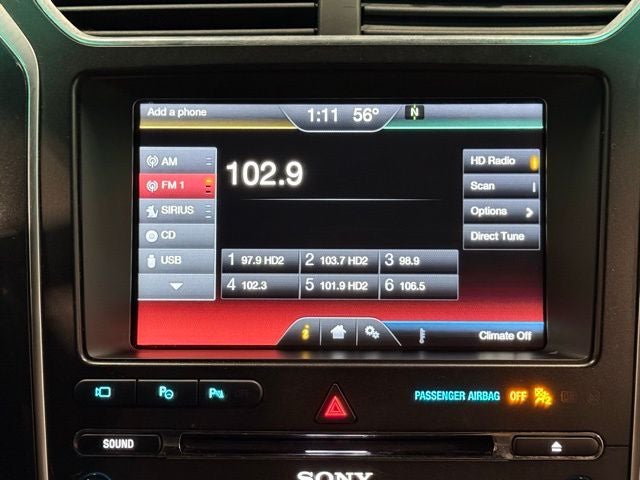 Add a phone
1:11 56°
N
AM
FM 1
SIRIUS
CD
USB
102.9
HD Radio
Scan
Options
Direct Tune
1 97.9 HD2 2 103.7 HD2 3 98.9
4 102.3 5 101.9 HD2 6 106.5
i
Climate Off
P
P
OFF
PASSENGER AIRBAG OFF
SOUND
SONY